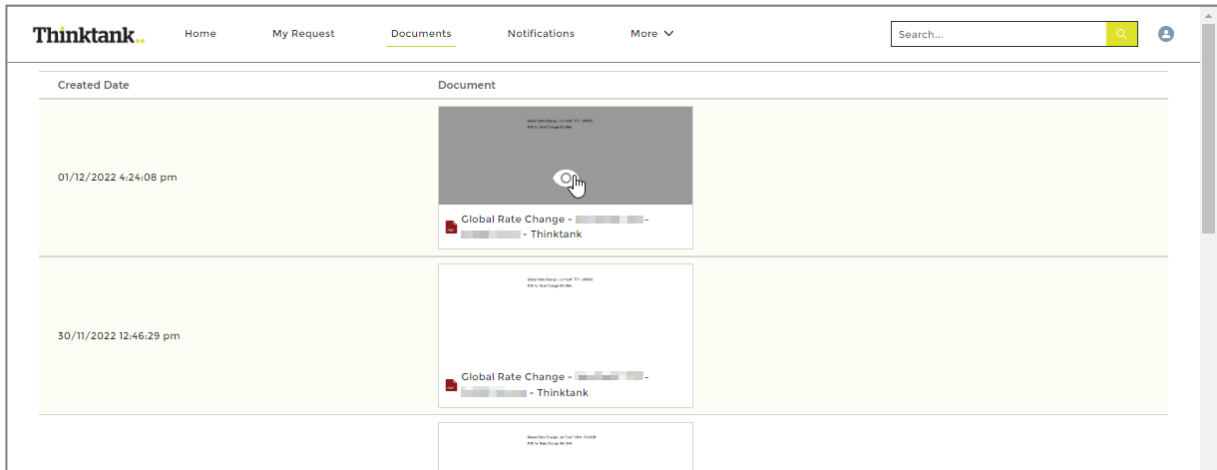 Thinktank..
Home
My Request
Documents
Notifications
More
Search...
Created Date
Document
01/12/2022 4:24:08 pm
Global Rate Change -
-
- Thinktank
30/11/2022 12:46:29 pm
Global Rate Change -
-
- Thinktank